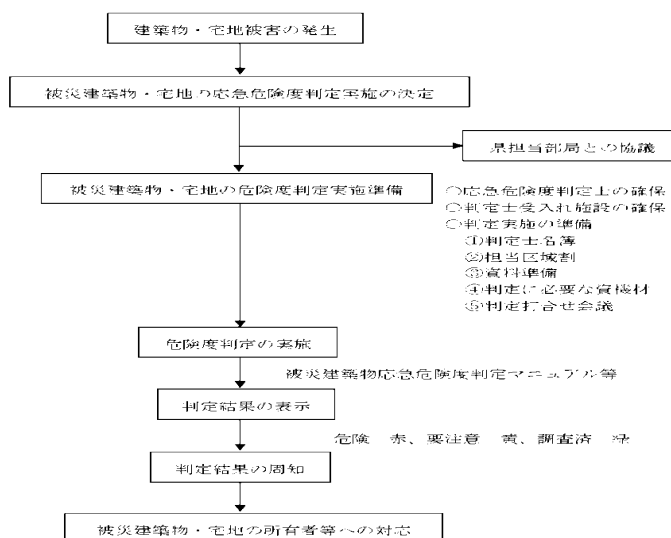 建築物・宅地被害の発生
被災建築物・宅地の応急危険度判定実施の決定
県担当部局との協議
被災建築物・宅地の危険度判定実施準備
○応急危険度判定士の確保
○判定士受入れ施設の確保
○判定実施の準備
①判定士名簿
②担当区域割
③資料準備
④判定に必要な資機材
⑤判定打合せ会議
危険度判定の実施
被災建築物応急危険度判定マニュアル等
判定結果の表示
危険　赤、要注意　黄、調査済　緑
判定結果の周知
被災建築物・宅地の所有者等への対応